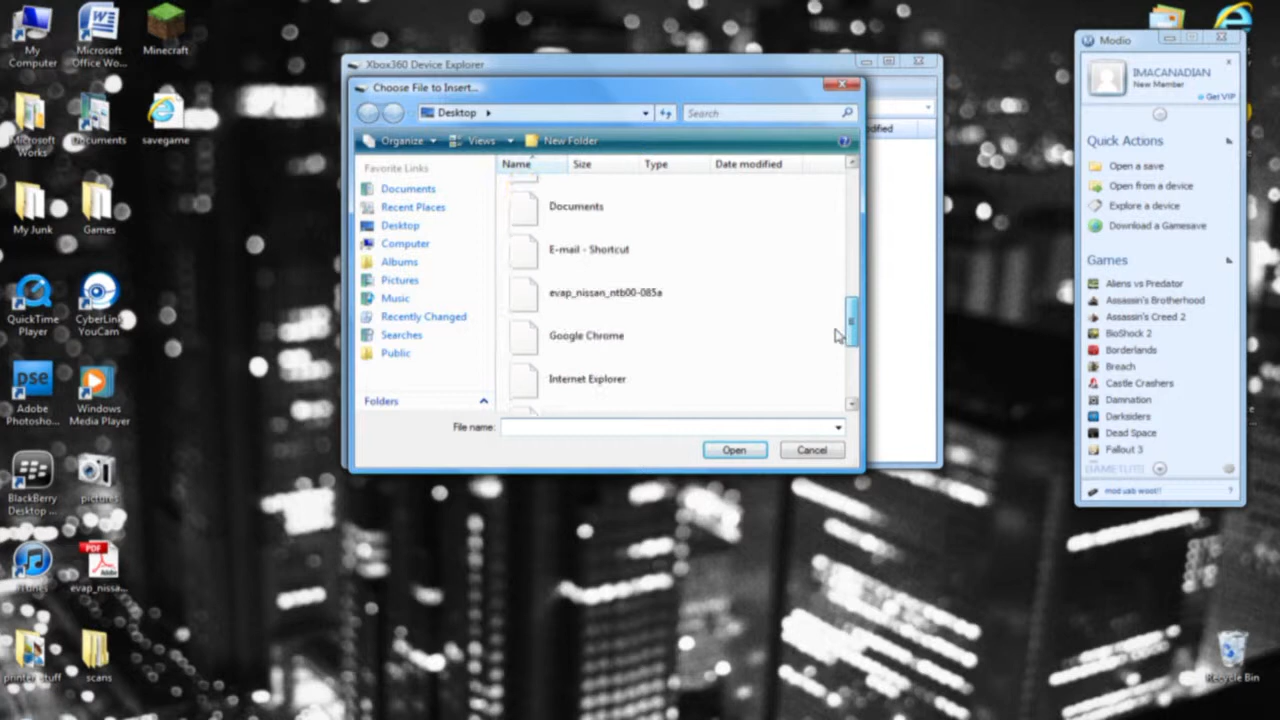 My Computer
Microsoft Office Wo...
Minecraft
Microsoft Works
Documents
savegame
My Junk
Games
QuickTime Player
CyberLink YouCam
pse
Adobe Photosho...
Windows Media Player
BlackBerry Desktop ...
pictures
PDF
iTunes
evap_nissa...
printer stuff
scans
Xbox360 Device Explorer
Choose File to Insert...
Desktop
Search
Organize
Views
New Folder
Favorite Links
Documents
Recent Places
Desktop
Computer
Albums
Pictures
Music
Recently Changed
Searches
Public
Folders
Name
Size
Type
Date modified
Documents
E-mail - Shortcut
evap_nissan_ntb00-085a
Google Chrome
Internet Explorer
File name:
Open
Cancel
Modio
IMACANADIAN
New Member
Get VIP
Quick Actions
Open a save
Open from a device
Explore a device
Download a Gamesave
Games
Aliens vs Predator
Assassin's Brotherhood
Assassin's Creed 2
BioShock 2
Borderlands
Breach
Castle Crashers
Damnation
Darksiders
Dead Space
Fallout 3
mod usb woot!!
?
Recycle Bin